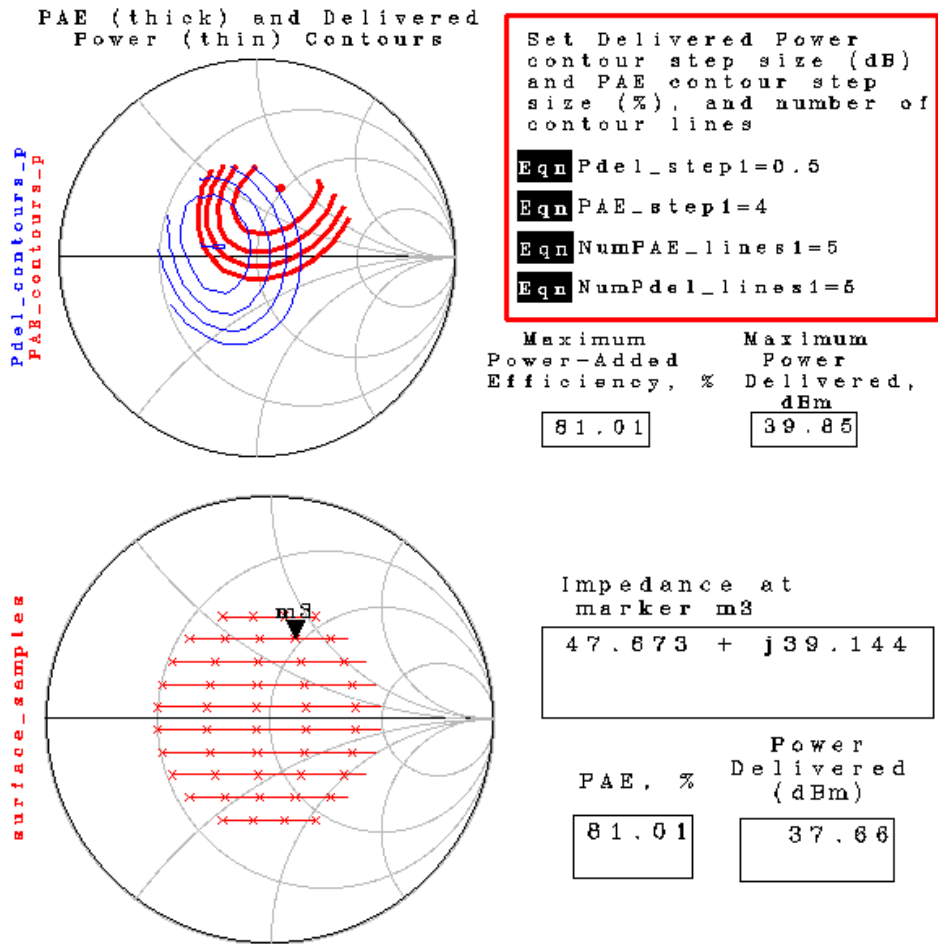 PAE (thick) and Delivered
Power (thin) Contours
Pdel_contours_p
PAE_contours_p
Set Delivered Power
contour step size (dB)
and PAE contour step
size (%), and number of
contour lines
Eqn Pdel_step1=0.5
Eqn PAE_step1=4
Eqn NumPAE_lines1=5
Eqn NumPdel_lines1=5
Maximum
Power-Added
Efficiency, %
81.01
Maximum
Power
Delivered,
dBm
39.85
surface_samples
m3
Impedance at
marker m3
47.673 + j39.144
PAE, %
81.01
Power
Delivered
(dBm)
37.66